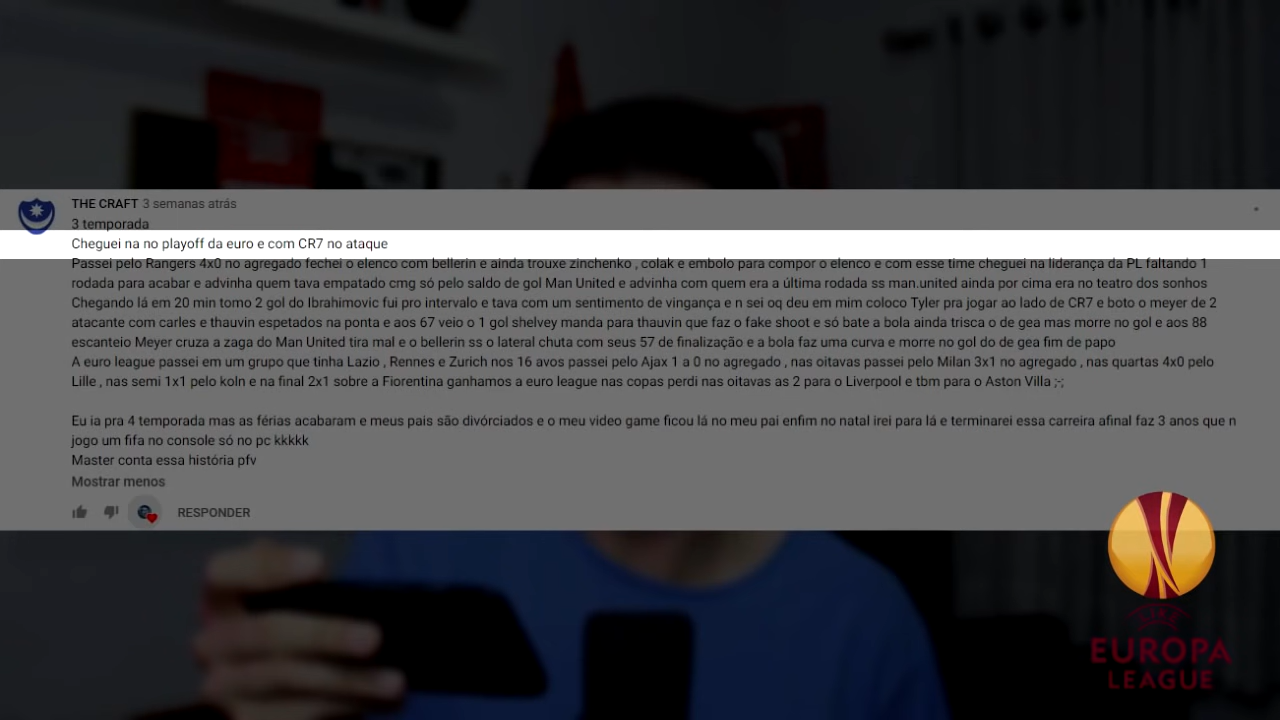 THE CRAFT 3 semanas atrás
3 temporada
Cheguei na no playoff da euro e com CR7 no ataque
Passei pelo Rangers 4x0 no agregado fechei o elenco com bellerin e ainda trouxe zinchenko , colak e embolo para compor o elenco e com esse time cheguei na liderança da PL faltando 1
rodada para acabar e advinha quem tava empatado cmg só pelo saldo de gol Man United e advinha com quem era a última rodada ss man.united ainda por cima era no teatro dos sonhos
Chegando lá em 20 min tomo 2 gol do Ibrahimovic fui pro intervalo e tava com um sentimento de vingança e n sei oq deu em mim coloco Tyler pra jogar ao lado de CR7 e boto o meyer de 2
atacante com carles e thauvin espetados na ponta e aos 67 veio o 1 gol shelvey manda para thauvin que faz o fake shoot e só bate a bola ainda trisca o de gea mas morre no gol e aos 88
escanteio Meyer cruza a zaga do Man United tira mal e o bellerin ss o lateral chuta com seus 57 de finalização e a bola faz uma curva e morre no gol do de gea fim de papo
A euro league passei em um grupo que tinha Lazio , Rennes e Zurich nos 16 avos passei pelo Ajax 1 a 0 no agregado , nas oitavas passei pelo Milan 3x1 no agregado , nas quartas 4x0 pelo
Lille , nas semi 1x1 pelo koln e na final 2x1 sobre a Fiorentina ganhamos a euro league nas copas perdi nas oitavas as 2 para o Liverpool e tbm para o Aston Villa ;-;
Eu ia pra 4 temporada mas as férias acabaram e meus pais são divórciados e o meu video game ficou lá no meu pai enfim no natal irei para lá e terminarei essa carreira afinal faz 3 anos que n
jogo um fifa no console só no pc kkkkk
Master conta essa história pfv
Mostrar menos
RESPONDER
EUROPA
LEAGUE